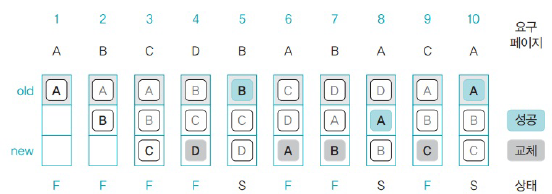 1 2 3 4 5 6 7 8 9 10 요구
A B C D B A B A C A 페이지
old A A A B B C D D A A
B B C C D A A B B 성공
new C D D A B B C S 교체
F F F F S F F S F S 상태